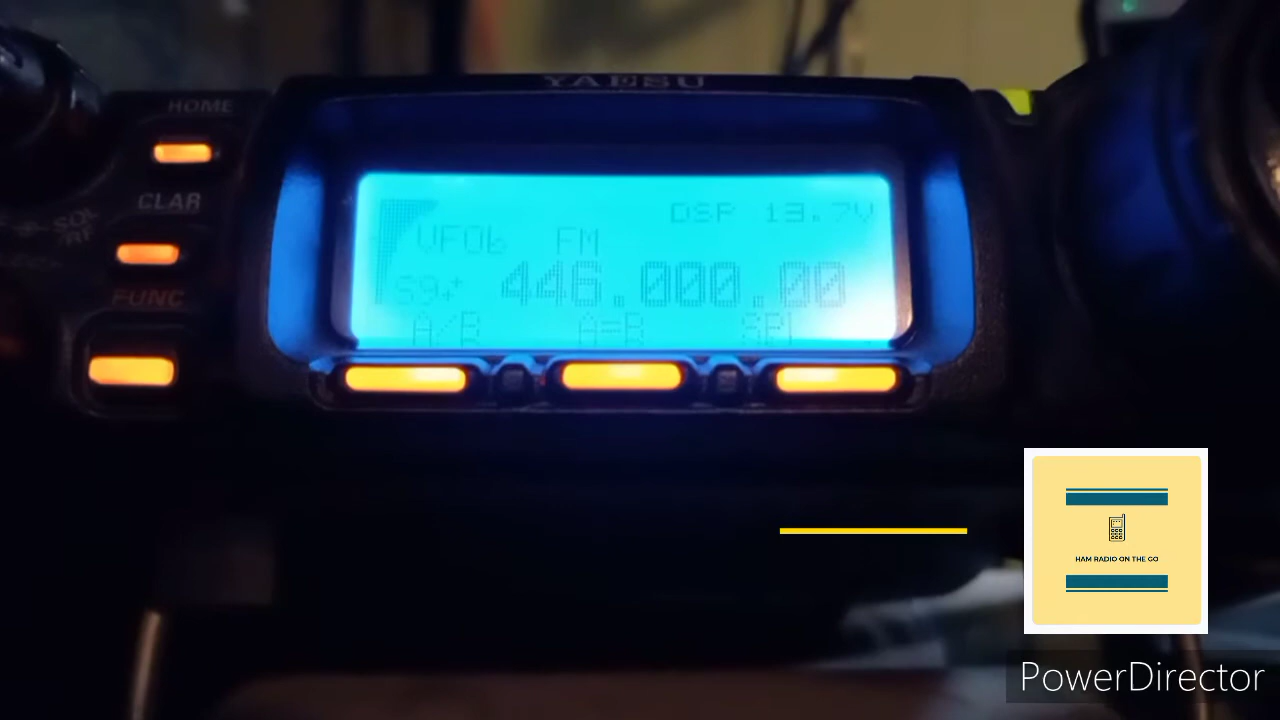 YAESU
HOME
CLAR
SQL
RF
FUNC
DSP 13.7V
VFOb FM
S9+ 446.000.00
A/B A=B SPL
HAM RADIO ON THE GO
PowerDirector